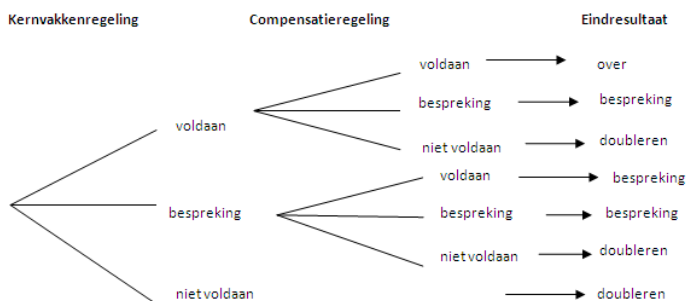 Kernvakkenregeling Compensatieregeling Eindresultaat
voldaan over
bespreking bespreking
voldaan
niet voldaan doubleren
voldaan bespreking
bespreking bespreking bespreking
niet voldaan doubleren
niet voldaan doubleren